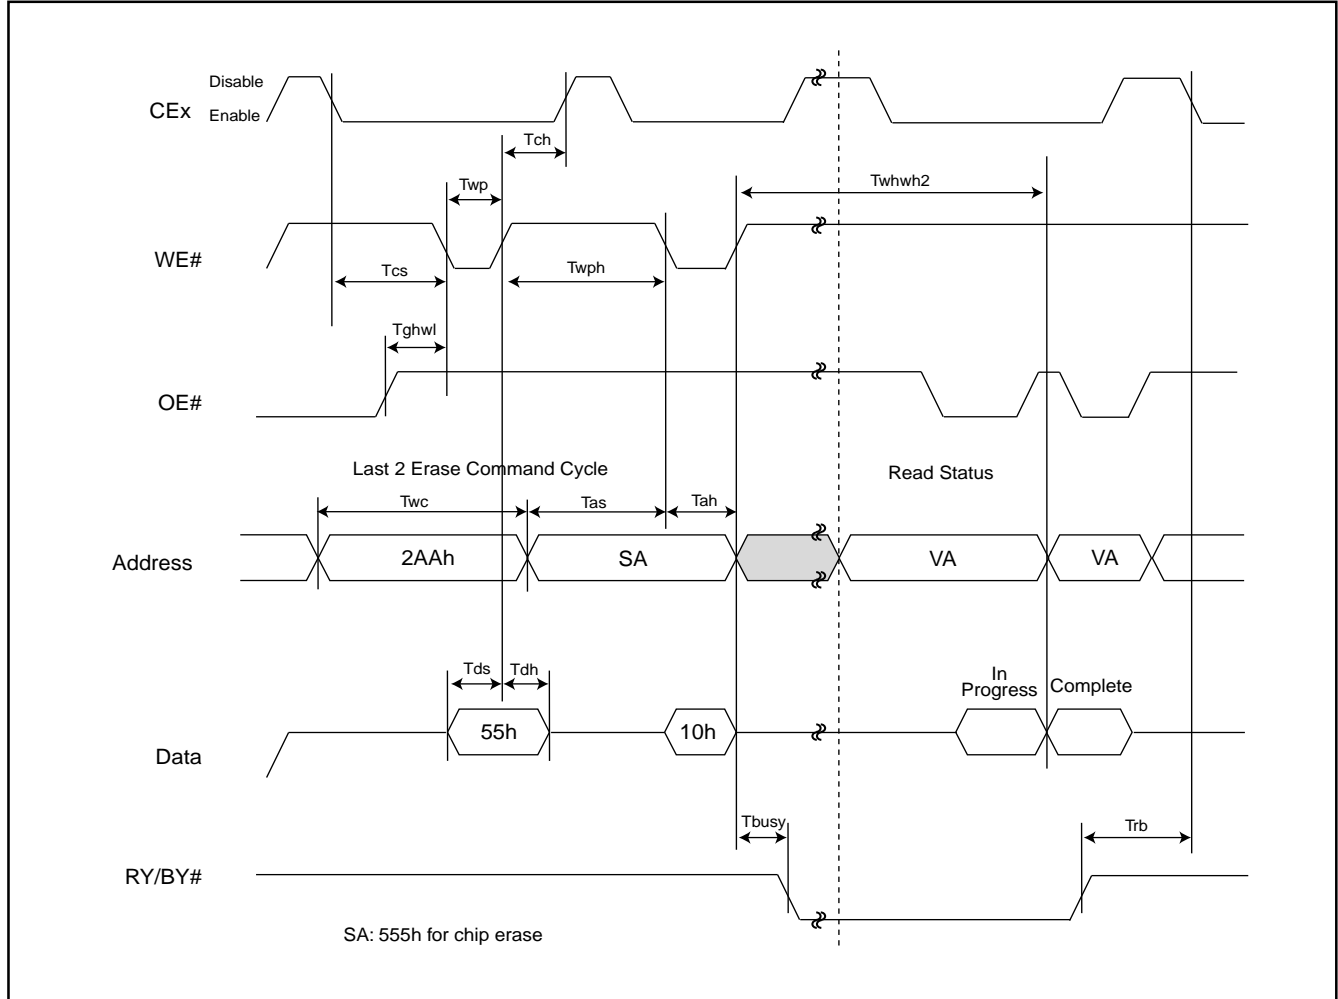 Disable
CEx
Enable
Tch
Twp
Twhwh2
WE#
Tcs
Twph
Tghwl
OE#
Last 2 Erase Command Cycle
Read Status
Twc
Tas
Tah
Address
2AAh
SA
VA
VA
Tds
Tdh
In
Progress
Complete
Data
55h
10h
Tbusy
Trb
RY/BY#
SA: 555h for chip erase